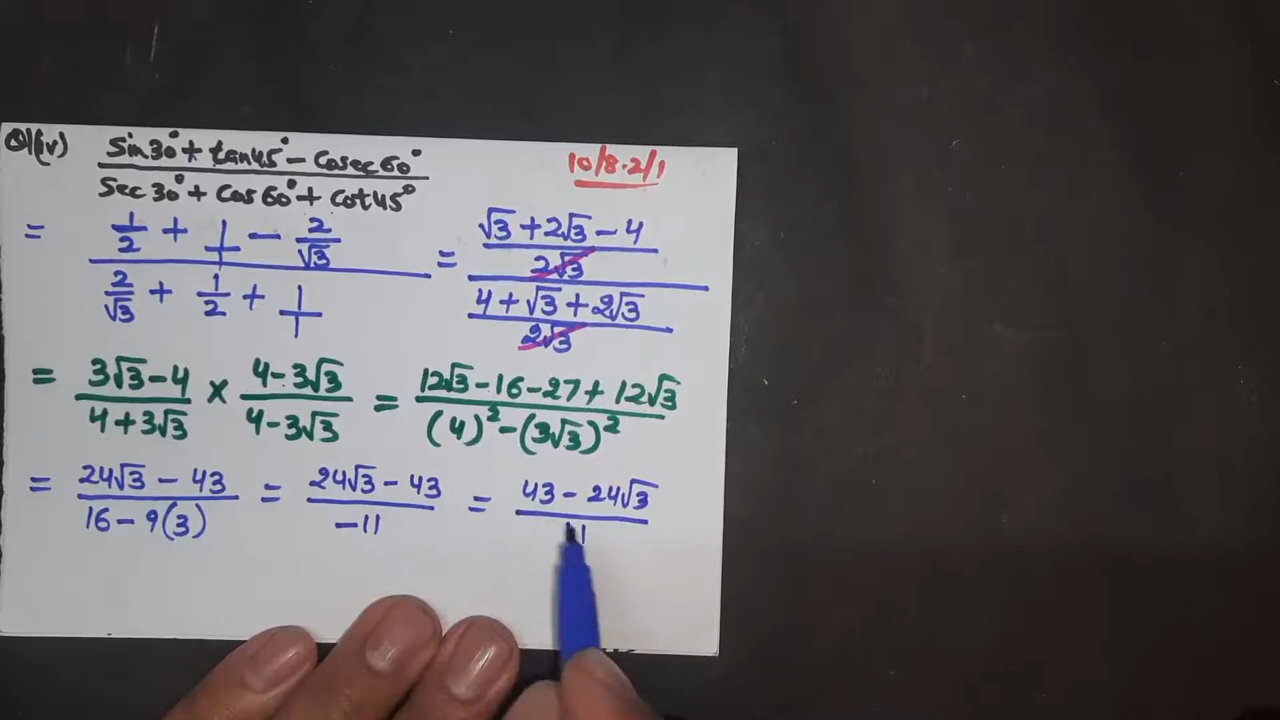 Q1(iv) sin30° + tan45° - Cosec60° / Sec30° + Cos60° + Cot45°
10/8.2/1
= (1/2 + 1/1 - 2/√3) / (2/√3 + 1/2 + 1/1) = ((√3 + 2√3 - 4)/2√3) / ((4 + √3 + 2√3)/2√3)
= (3√3 - 4)/(4 + 3√3) × (4 - 3√3)/(4 - 3√3) = (12√3 - 16 - 27 + 12√3)/((4)² - (3√3)²)
= (24√3 - 43)/(16 - 9(3)) = (24√3 - 43)/(-11) = (43 - 24√3)/